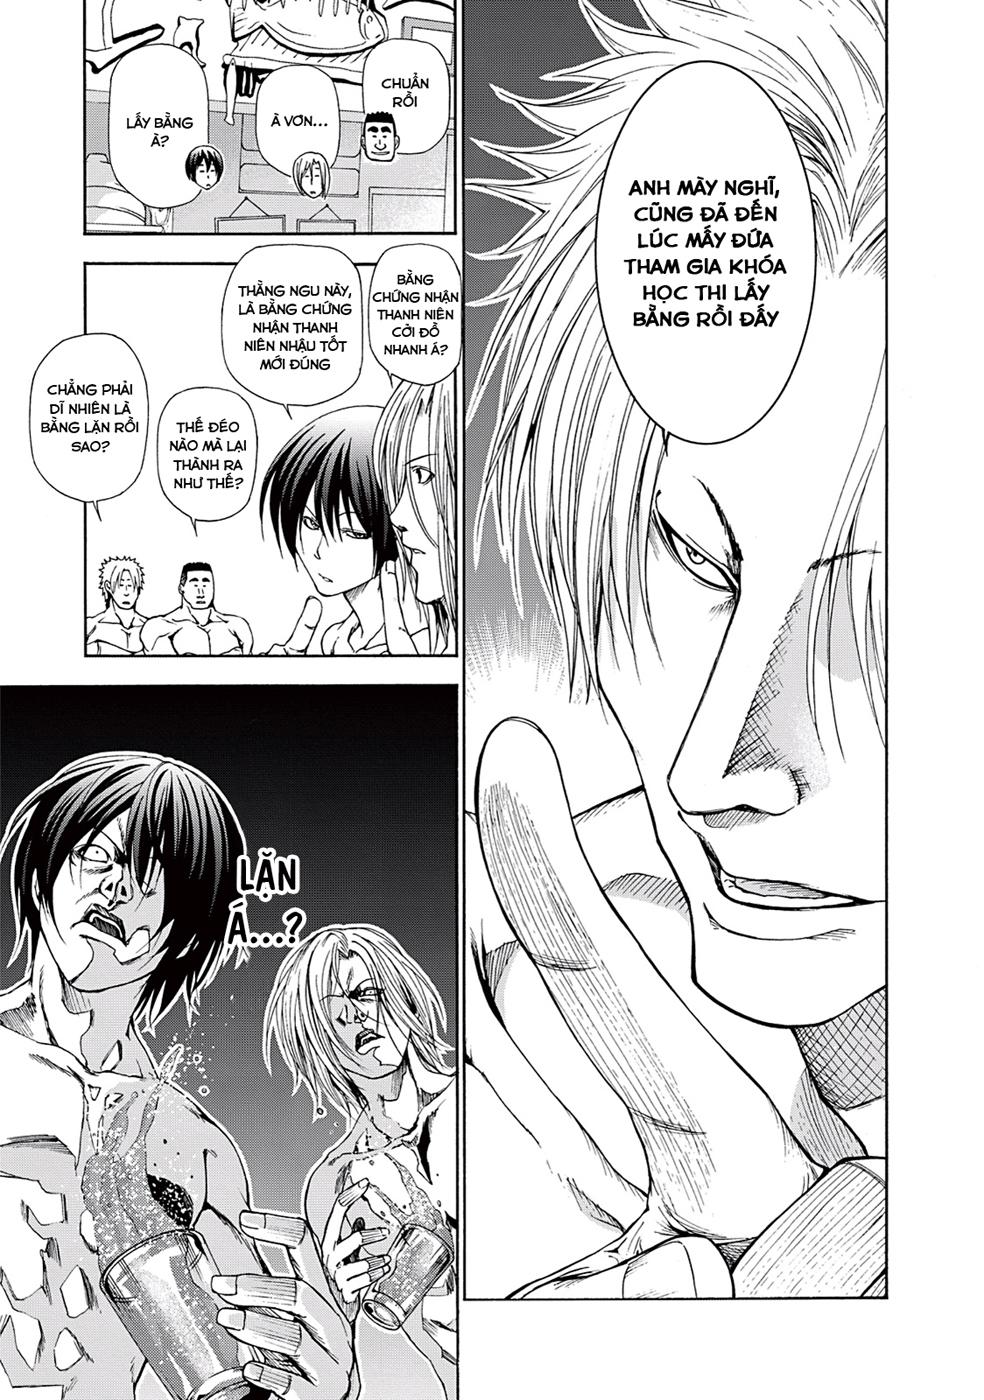 ANH MÀY NGHĨ,
CŨNG ĐÃ ĐẾN
LÚC MẤY ĐỨA
THAM GIA KHÓA
HỌC THI LẤY
BẰNG RỒI ĐẤY
CHUẨN
RỒI
À VƠN...
LẤY BẰNG
À?
BẰNG
CHỨNG NHẬN
THANH NIÊN
CỞI ĐỒ
NHANH Á?
THẰNG NGU NÀY,
LÀ BẰNG CHỨNG
NHẬN THANH
NIÊN NHẬU TỐT
MỚI ĐÚNG
THẾ ĐÉO
NÀO MÀ LẠI
THÀNH RA
NHƯ THẾ?
CHẲNG PHẢI
DĨ NHIÊN LÀ
BẰNG LẶN RỒI
SAO?
LẶN
Á...?